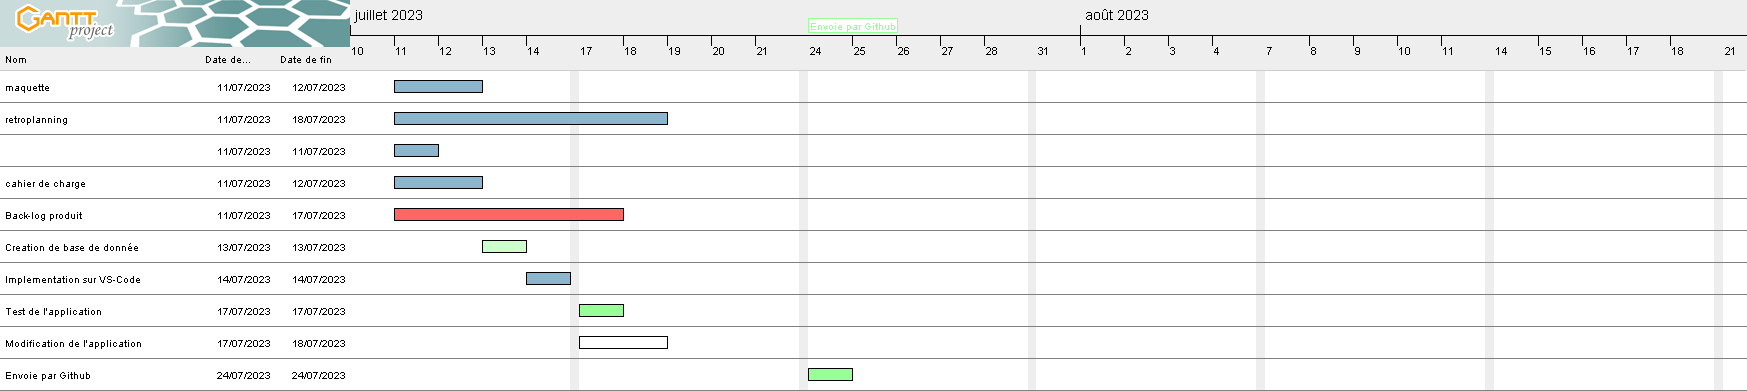 GANTT
project
juillet 2023
août 2023
Envoie par Github
10 11 12 13 14 17 18 19 20 21 24 25 26 27 28 31 1 2 3 4 7 8 9 10 11 14 15 16 17 18 21
Nom Date de... Date de fin
maquette 11/07/2023 12/07/2023
retroplanning 11/07/2023 18/07/2023
11/07/2023 11/07/2023
cahier de charge 11/07/2023 12/07/2023
Back-log produit 11/07/2023 17/07/2023
Creation de base de donnée 13/07/2023 13/07/2023
Implementation sur VS-Code 14/07/2023 14/07/2023
Test de l'application 17/07/2023 17/07/2023
Modification de l'application 17/07/2023 18/07/2023
Envoie par Github 24/07/2023 24/07/2023